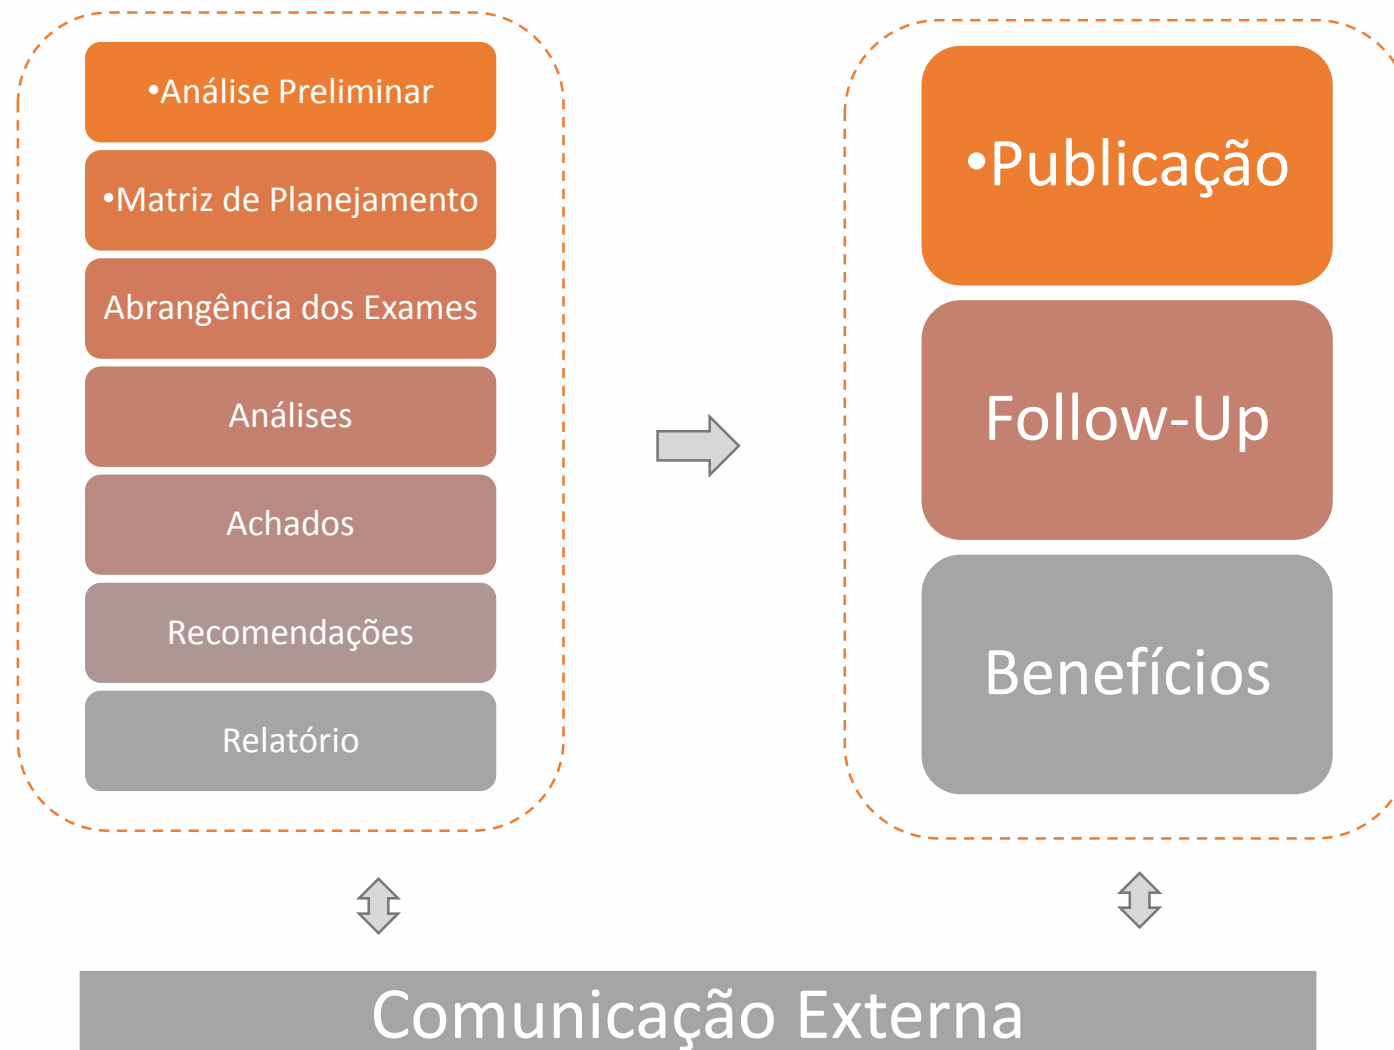 •Análise Preliminar
•Matriz de Planejamento
Abrangência dos Exames
Análises
Achados
Recomendações
Relatório
•Publicação
Follow-Up
Benefícios
Comunicação Externa